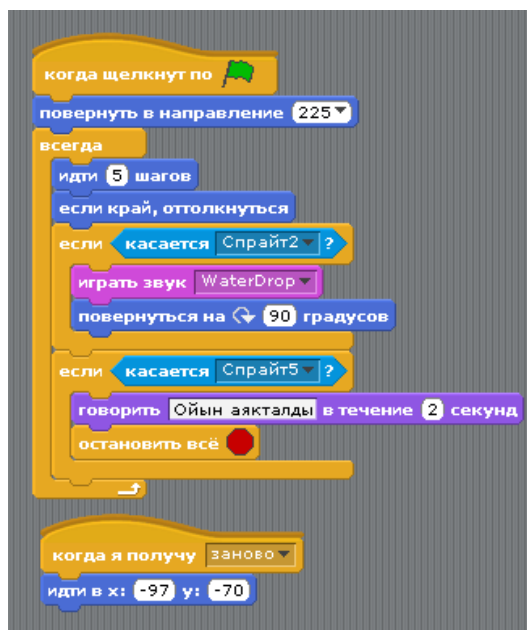 когда щелкнут по
повернуть в направление 225
всегда
идти 5 шагов
если край, оттолкнуться
если касается Спрайт2 ?
играть звук WaterDrop
повернуться на 90 градусов
если касается Спрайт5 ?
говорить Ойын аякталды в течение 2 секунд
остановить всё
когда я получу заново
идти в x: -97 y: -70